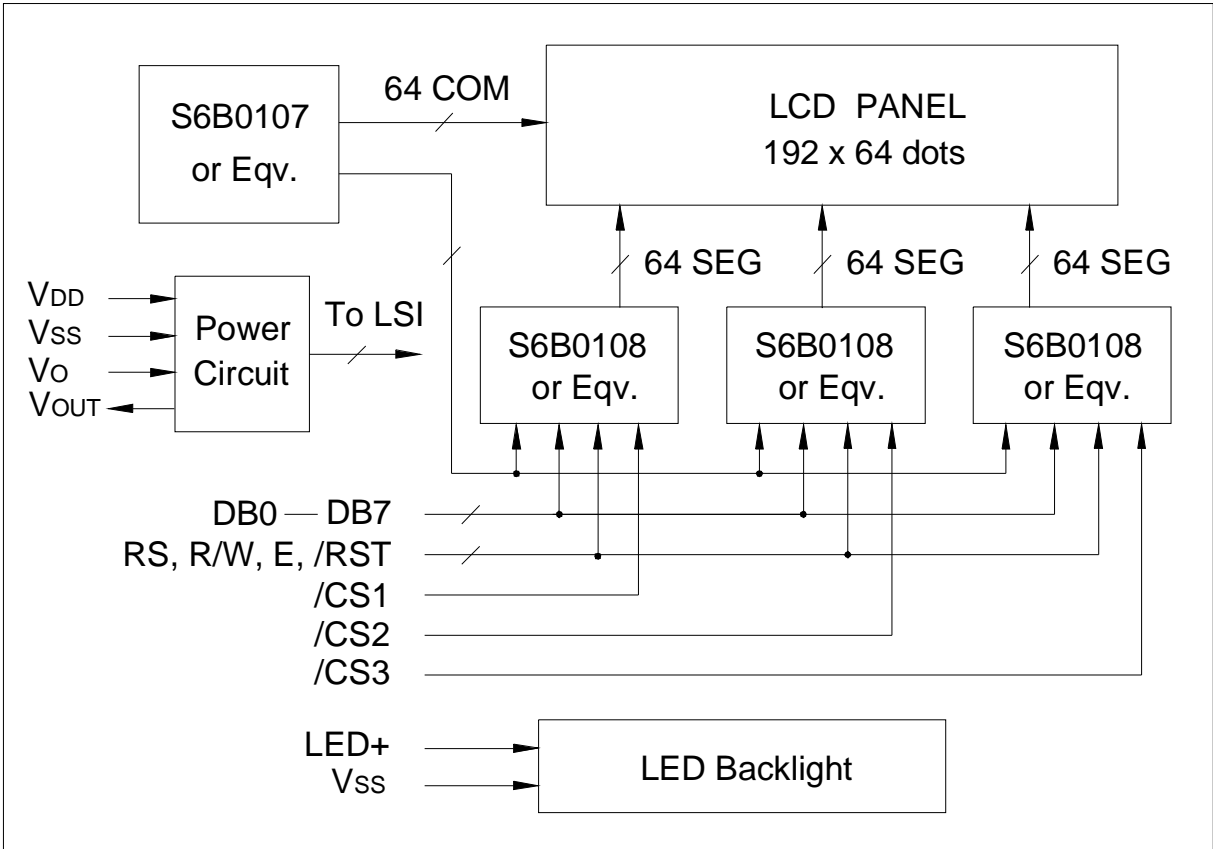 64 COM
S6B0107
or Eqv.
LCD PANEL
192 x 64 dots
64 SEG
64 SEG
64 SEG
VDD
VSS
VO
VOUT
Power
Circuit
To LSI
S6B0108
or Eqv.
S6B0108
or Eqv.
S6B0108
or Eqv.
DB0 — DB7
RS, R/W, E, /RST
/CS1
/CS2
/CS3
LED+
VSS
LED Backlight